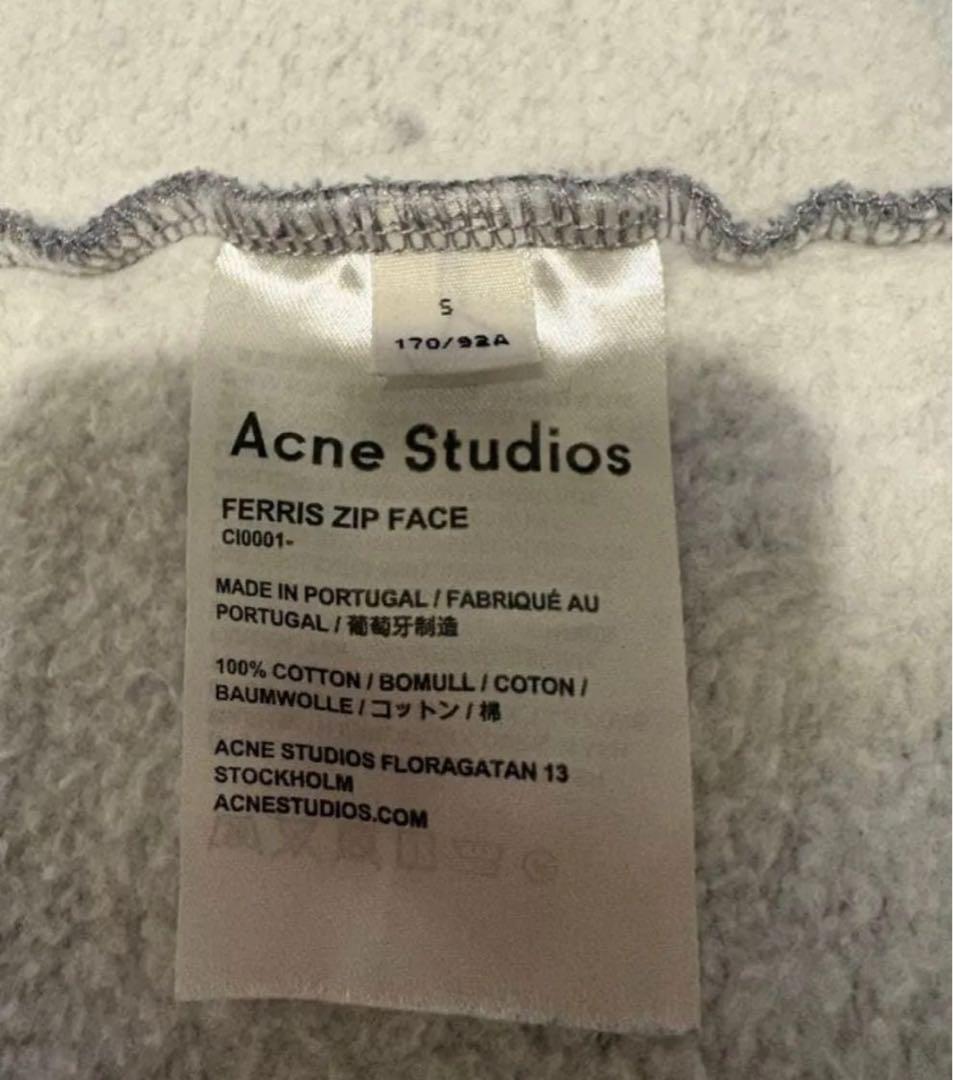 S
170/92A
Acne Studios
FERRIS ZIP FACE
CI0001-
MADE IN PORTUGAL / FABRIQUÉ AU
PORTUGAL / 葡萄牙制造
100% COTTON / BOMULL / COTON /
BAUMWOLLE / コットン / 棉
ACNE STUDIOS FLORAGATAN 13
STOCKHOLM
ACNESTUDIOS.COM